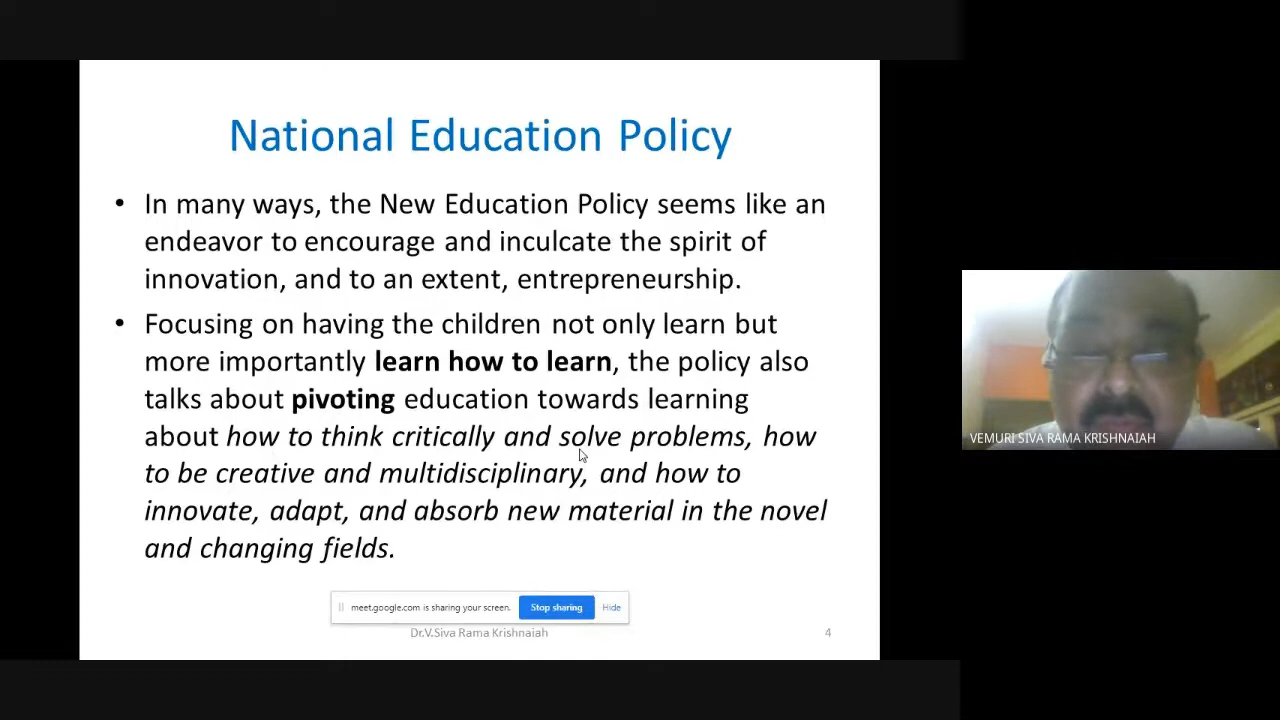 National Education Policy
• In many ways, the New Education Policy seems like an
endeavor to encourage and inculcate the spirit of
innovation, and to an extent, entrepreneurship.
• Focusing on having the children not only learn but
more importantly learn how to learn, the policy also
talks about pivoting education towards learning
about how to think critically and solve problems, how
to be creative and multidisciplinary, and how to
innovate, adapt, and absorb new material in the novel
and changing fields.
meet.google.com is sharing your screen. Stop sharing Hide
Dr.V.Siva Rama Krishnaiah 4
VEMURI SIVA RAMA KRISHNAIAH